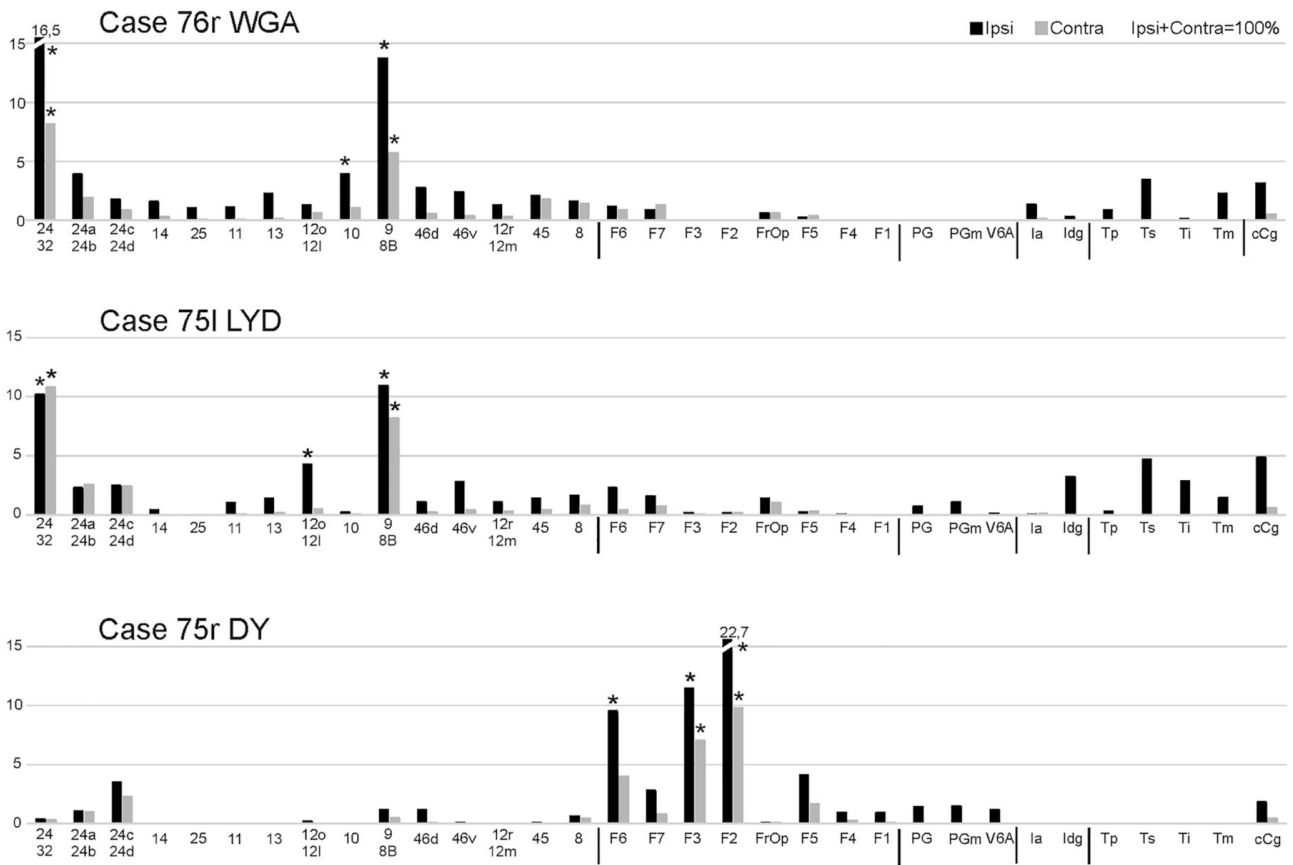 Case 76r WGA
Ipsi Contra Ipsi+Contra=100%
16,5
15
* *
* *
*
10
5
0
24 24a 24c 14 25 11 13 12o 10 9 46d 46v 12r 45 8 F6 F7 F3 F2 FrOp F5 F4 F1 PG PGm V6A Ia Idg Tp Ts Ti Tm cCg
32 24b 24d 12l 8B 12m
Case 75l LYD
15
* * * * *
10
5
0
24 24a 24c 14 25 11 13 12o 10 9 46d 46v 12r 45 8 F6 F7 F3 F2 FrOp F5 F4 F1 PG PGm V6A Ia Idg Tp Ts Ti Tm cCg
32 24b 24d 12l 8B 12m
Case 75r DY
22,7
15
* * *
* *
10
5
0
24 24a 24c 14 25 11 13 12o 10 9 46d 46v 12r 45 8 F6 F7 F3 F2 FrOp F5 F4 F1 PG PGm V6A Ia Idg Tp Ts Ti Tm cCg
32 24b 24d 12l 8B 12m